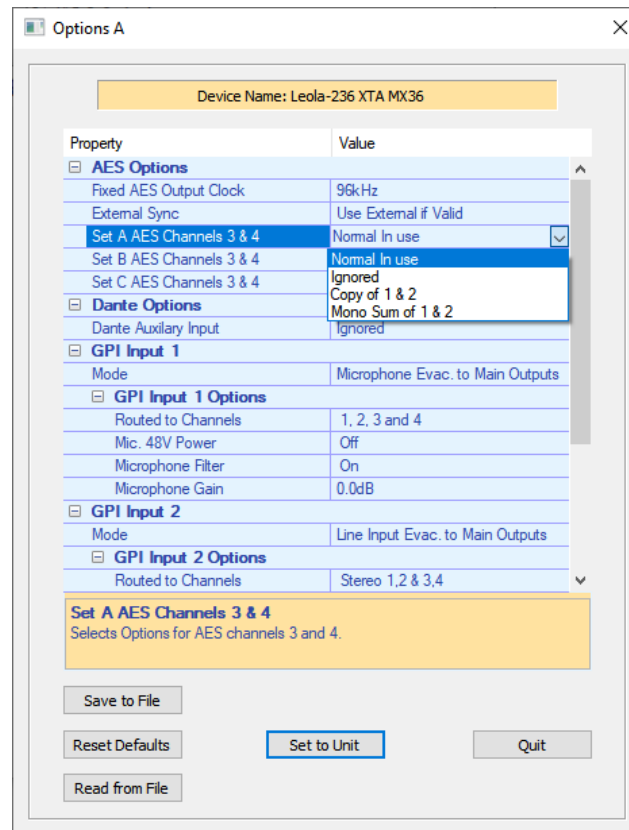 Options A
Device Name: Leola-236 XTA MX36
Property Value
AES Options
Fixed AES Output Clock 96kHz
External Sync Use External if Valid
Set A AES Channels 3 & 4 Normal In use
Set B AES Channels 3 & 4 Normal In use
Set C AES Channels 3 & 4 Ignored
Copy of 1 & 2
Dante Options Mono Sum of 1 & 2
Dante Auxilary Input Ignored
GPI Input 1
Mode Microphone Evac. to Main Outputs
GPI Input 1 Options
Routed to Channels 1, 2, 3 and 4
Mic. 48V Power Off
Microphone Filter On
Microphone Gain 0.0dB
GPI Input 2
Mode Line Input Evac. to Main Outputs
GPI Input 2 Options
Routed to Channels Stereo 1,2 & 3,4
Set A AES Channels 3 & 4
Selects Options for AES channels 3 and 4.
Save to File
Reset Defaults Set to Unit Quit
Read from File